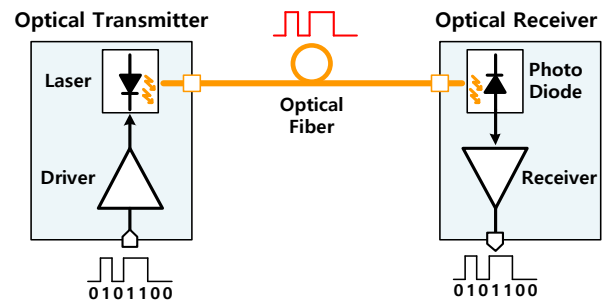 Optical Transmitter
Optical Receiver
Laser
Photo
Diode
Optical
Fiber
Driver
Receiver
0101100
0101100